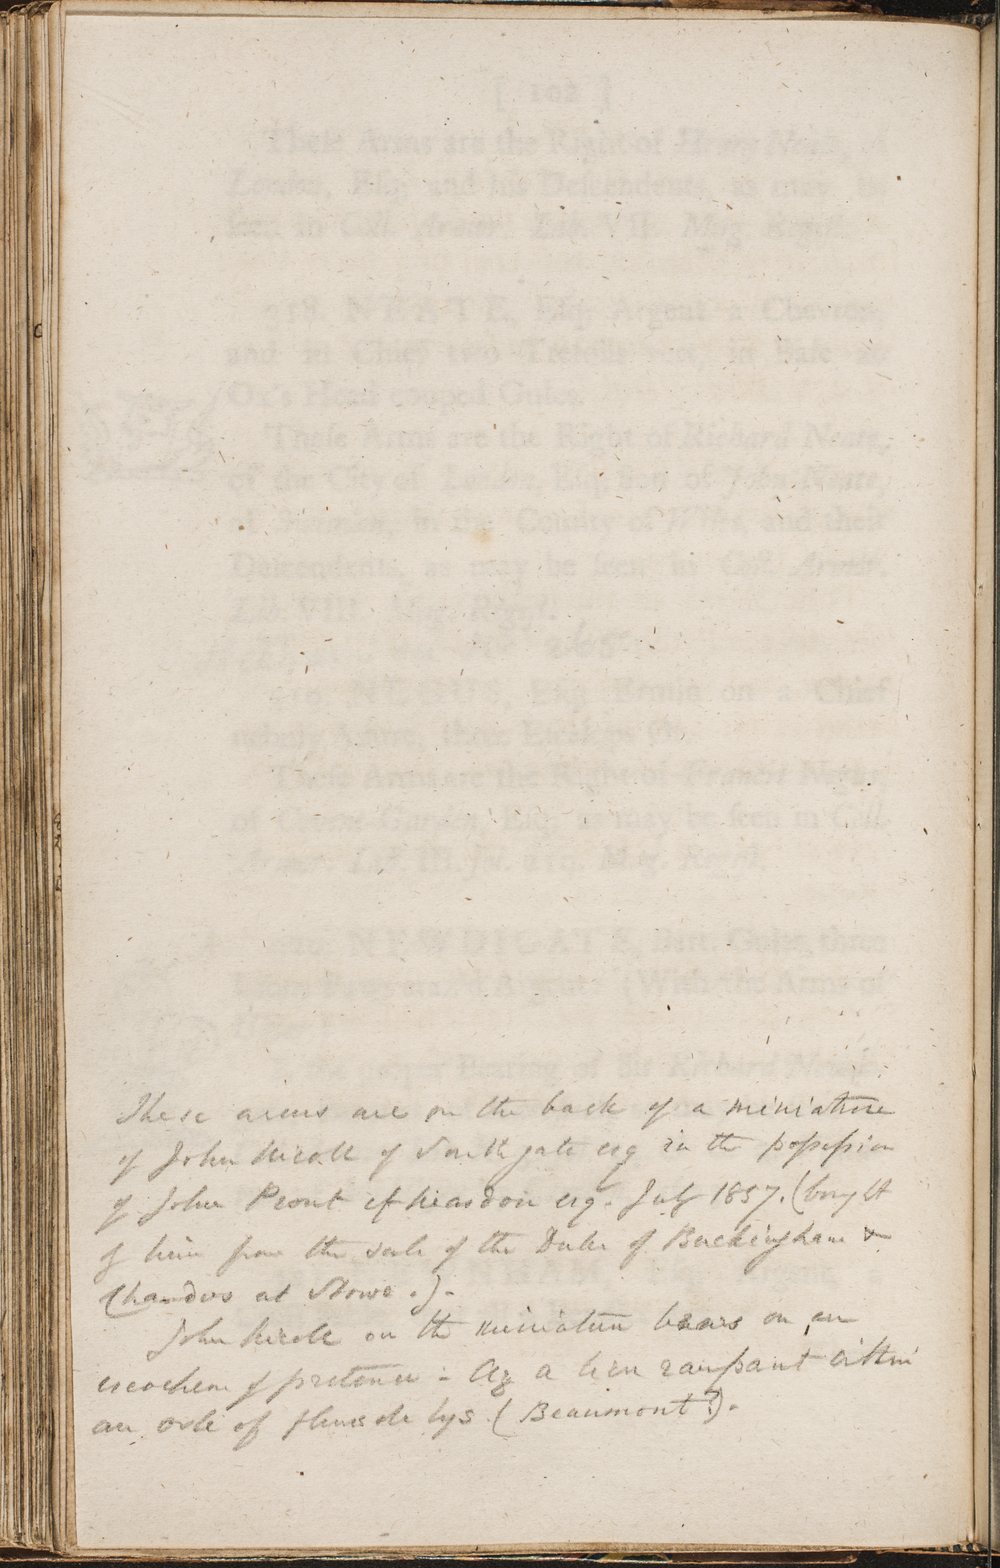 These arms are on the back of a miniature
of John Nicoll of Southgate esq in the possession
of John Prout of Neasdon esq. July 1857. (bought
by him from the sale of the Duke of Buckingham &
Chandos at Stowe.).
John Nicoll on the miniature bears on an
escocheon of pretence - Az a lion rampant within
an orle of fleurs de lys (Beaumont?).